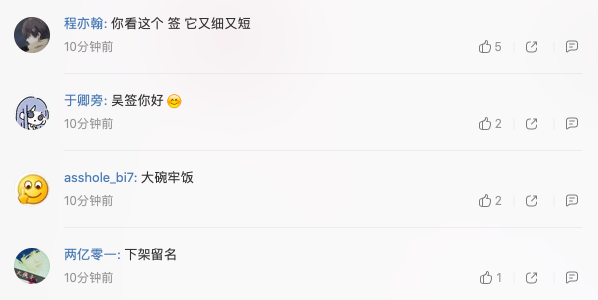 程亦翰: 你看这个 签 它又细又短
10分钟前
5
于卿旁: 吴签你好😊
10分钟前
2
asshole_bi7: 大碗牢饭
10分钟前
2
两亿零一: 下架留名
10分钟前
1